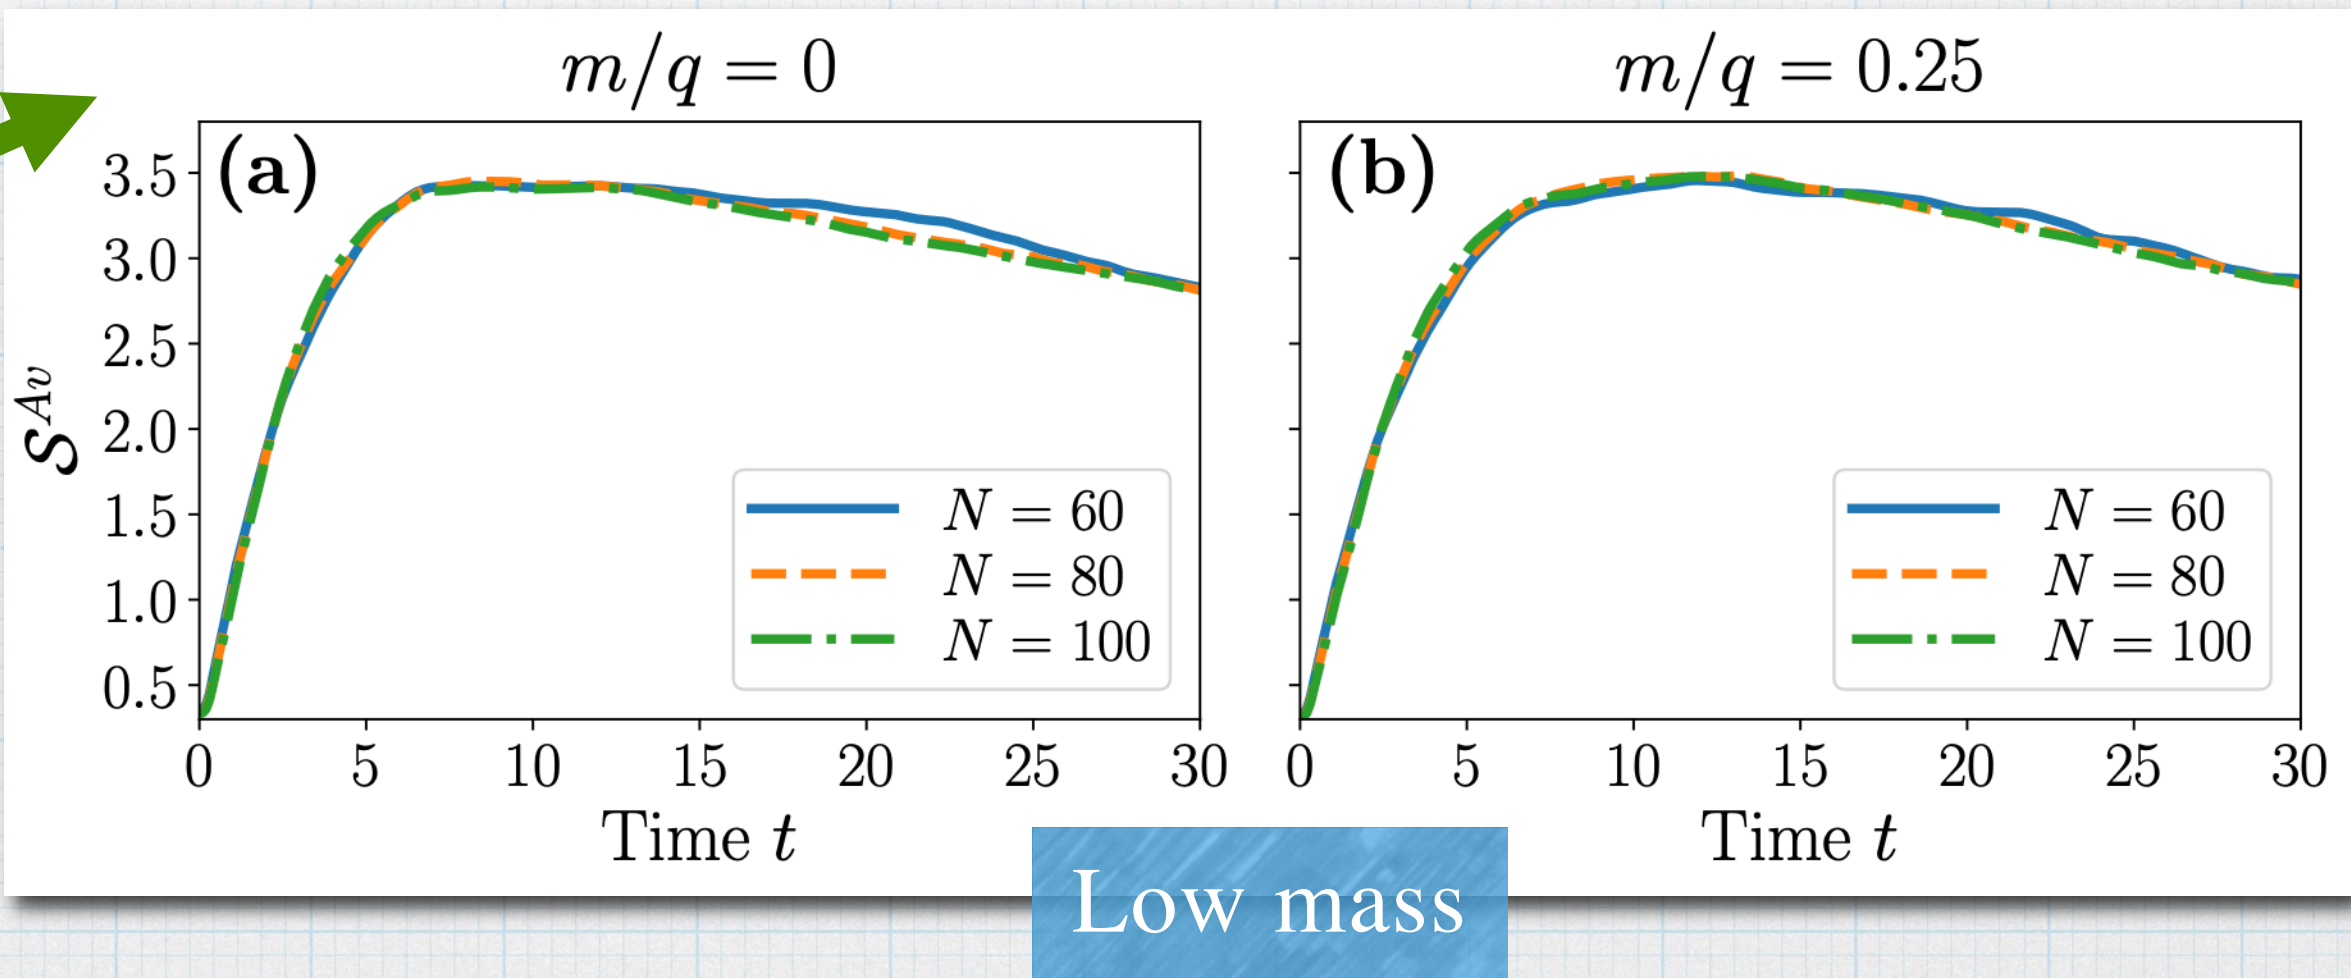 m/q = 0
(a)
3.5
3.0
2.5
2.0
1.5
1.0
0.5
𝒮^{Av}
N = 60
N = 80
N = 100
0 5 10 15 20 25 30
Time t
m/q = 0.25
(b)
N = 60
N = 80
N = 100
0 5 10 15 20 25 30
Time t
Low mass